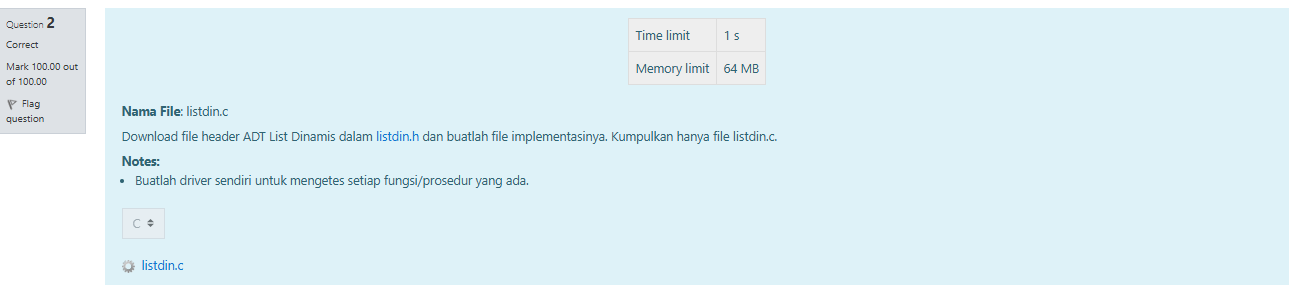 Question 2
Correct
Mark 100.00 out
of 100.00
Flag
question
Time limit 1 s
Memory limit 64 MB
Nama File: listdin.c
Download file header ADT List Dinamis dalam listdin.h dan buatlah file implementasinya. Kumpulkan hanya file listdin.c.
Notes:
• Buatlah driver sendiri untuk mengetes setiap fungsi/prosedur yang ada.
C
listdin.c